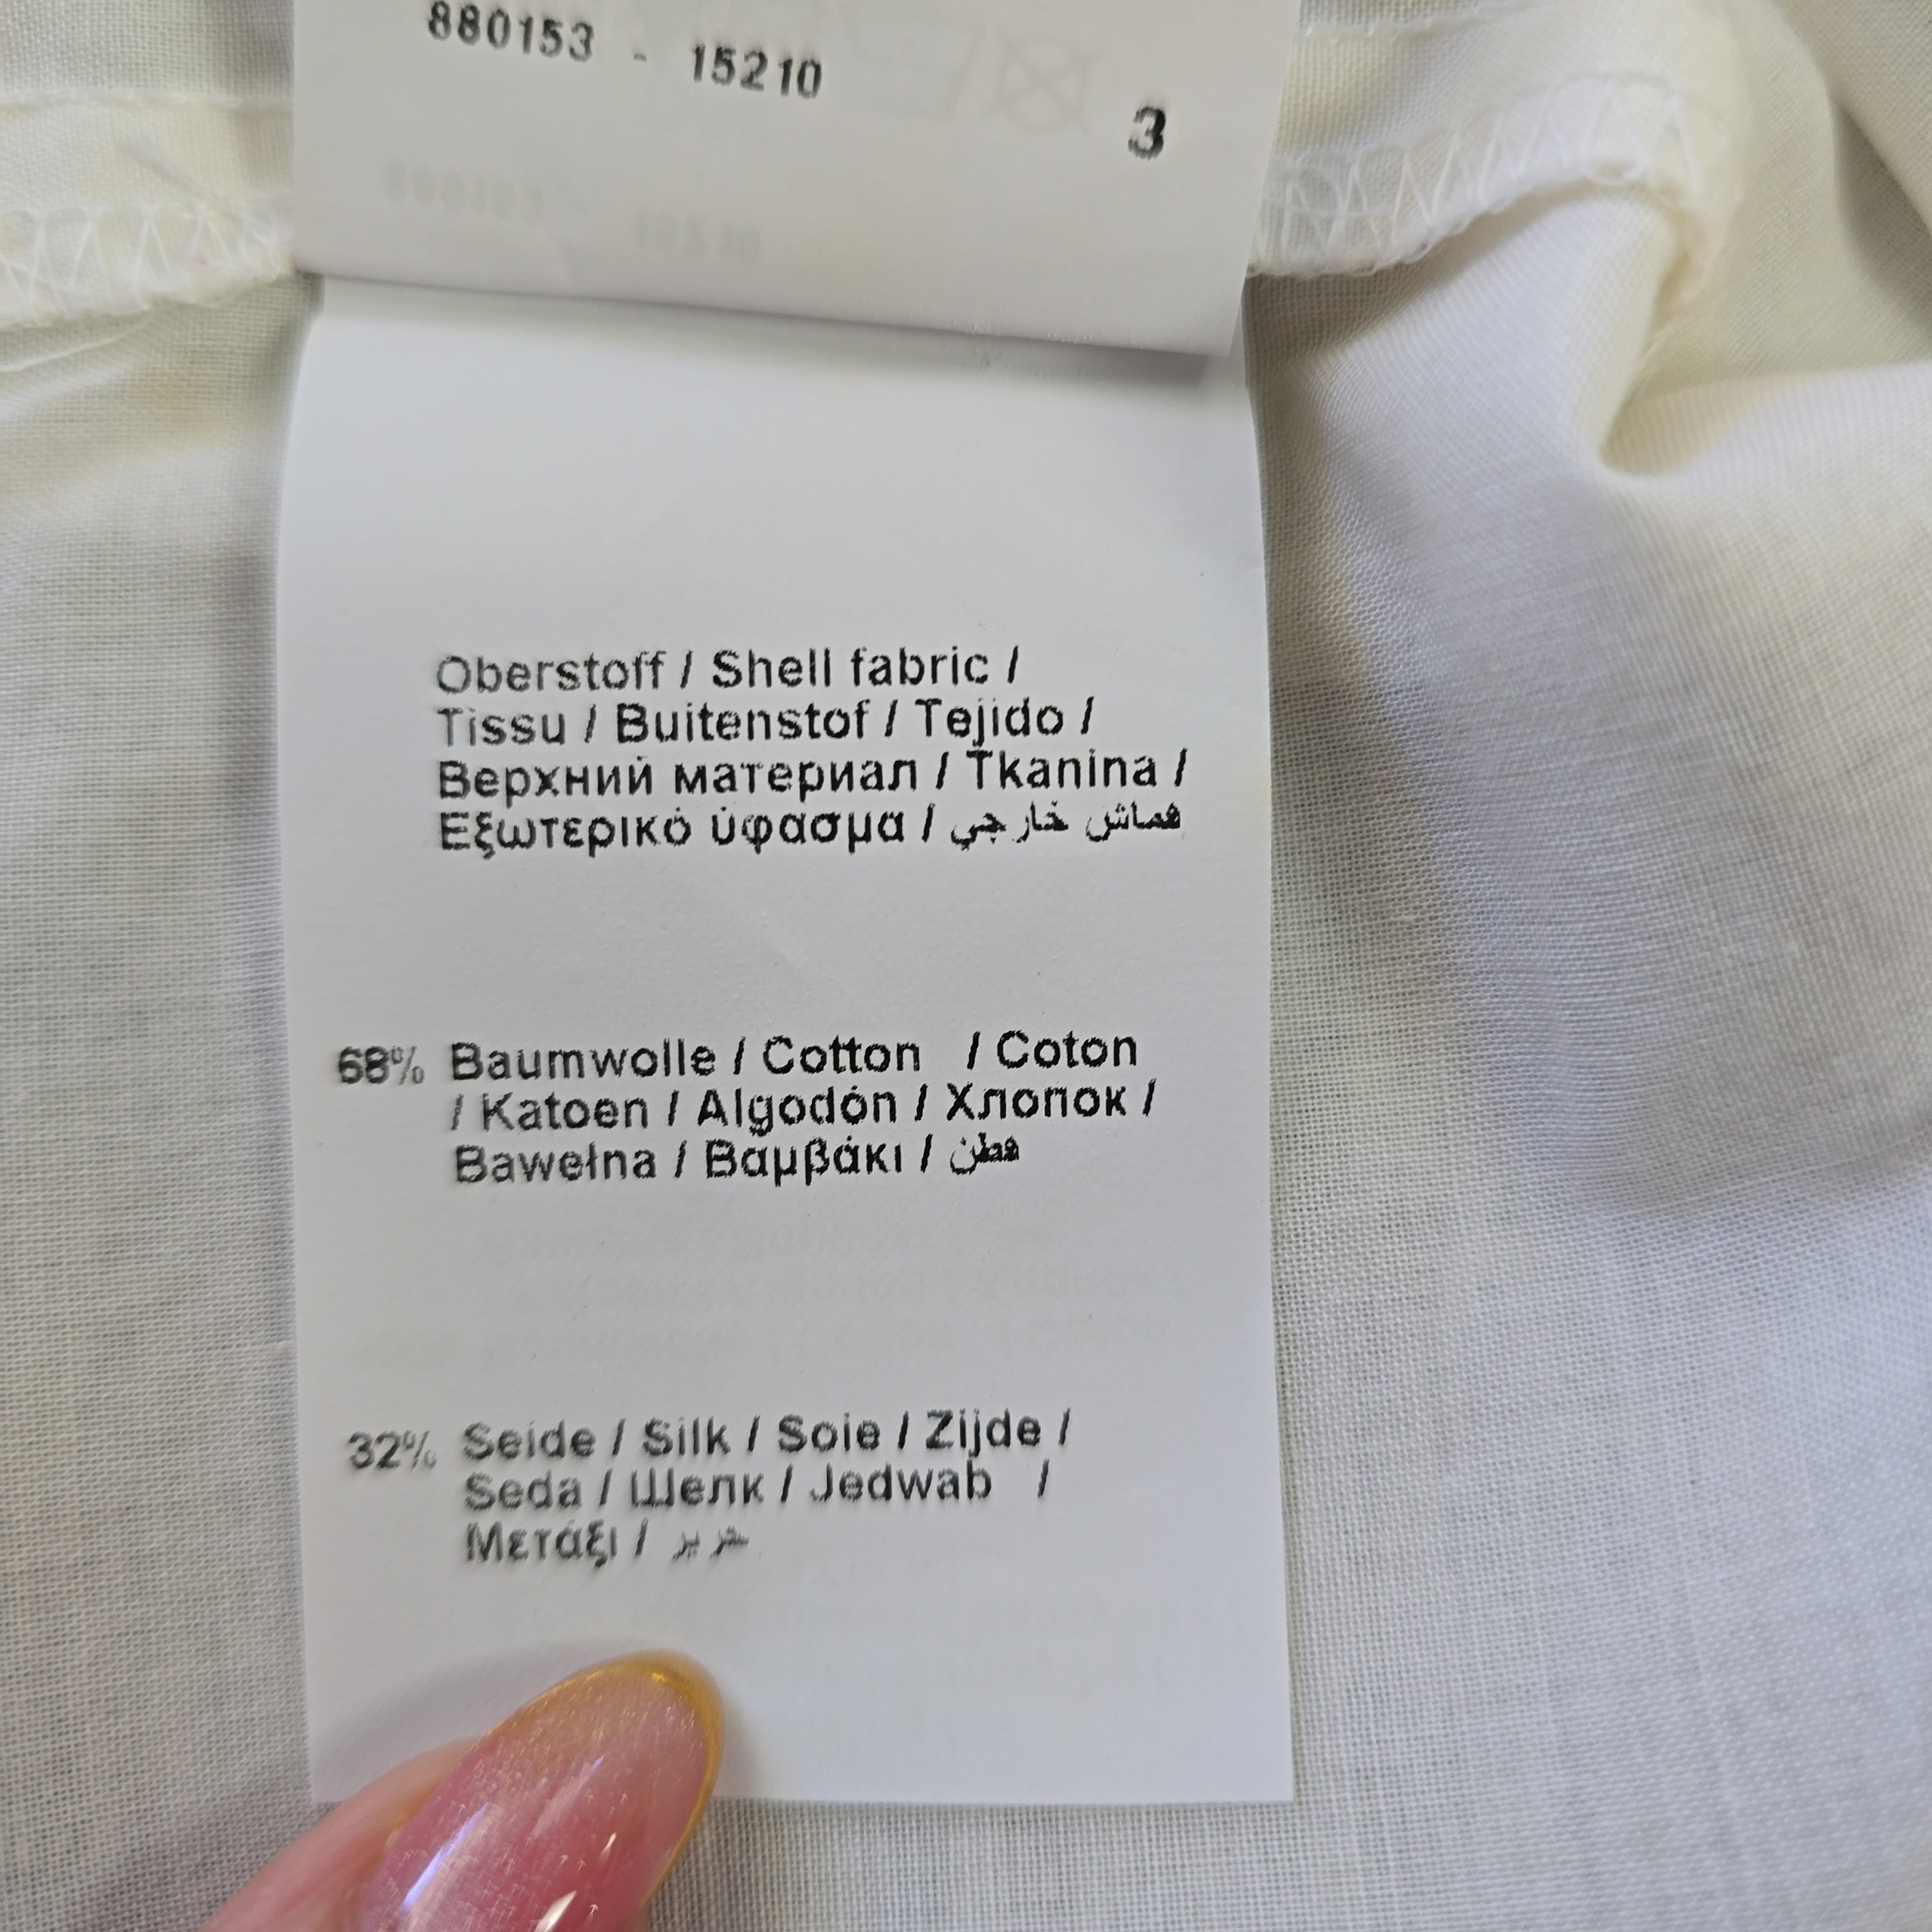 880153 - 15210
3
Oberstoff / Shell fabric /
Tissu / Buitenstof / Tejido /
Верхний материал / Tkanina /
Εξωτερικό ύφασμα / قماش خارجي
68% Baumwolle / Cotton / Coton
/ Katoen / Algodón / Хлопок /
Bawełna / Βαμβάκι / قطن
32% Seide / Silk / Soie / Zijde /
Seda / Шелк / Jedwab /
Μετάξι / حرير